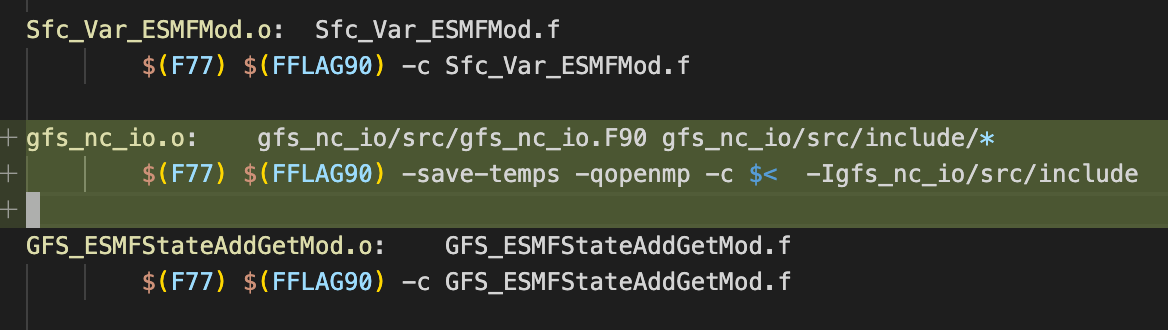 Sfc_Var_ESMFMod.o:  Sfc_Var_ESMFMod.f
        $(F77) $(FFLAG90) -c Sfc_Var_ESMFMod.f
+ gfs_nc_io.o:    gfs_nc_io/src/gfs_nc_io.F90 gfs_nc_io/src/include/*
+         $(F77) $(FFLAG90) -save-temps -qopenmp -c $<  -Igfs_nc_io/src/include
+
GFS_ESMFStateAddGetMod.o:    GFS_ESMFStateAddGetMod.f
        $(F77) $(FFLAG90) -c GFS_ESMFStateAddGetMod.f